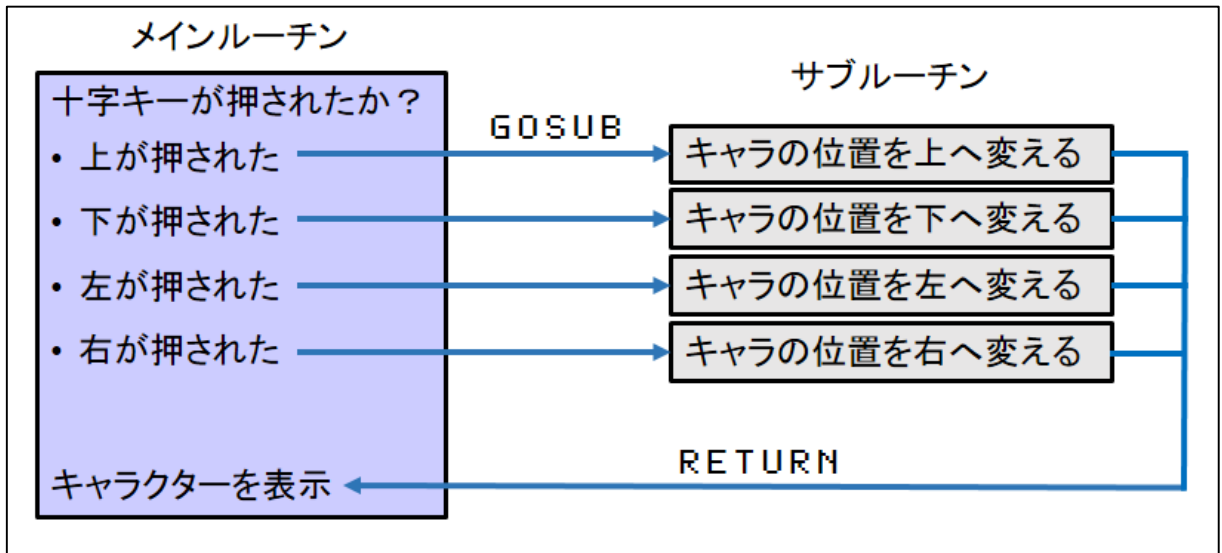 メインルーチン
十字キーが押されたか？
• 上が押された
• 下が押された
• 左が押された
• 右が押された
キャラクターを表示
GOSUB
RETURN
サブルーチン
キャラの位置を上へ変える
キャラの位置を下へ変える
キャラの位置を左へ変える
キャラの位置を右へ変える